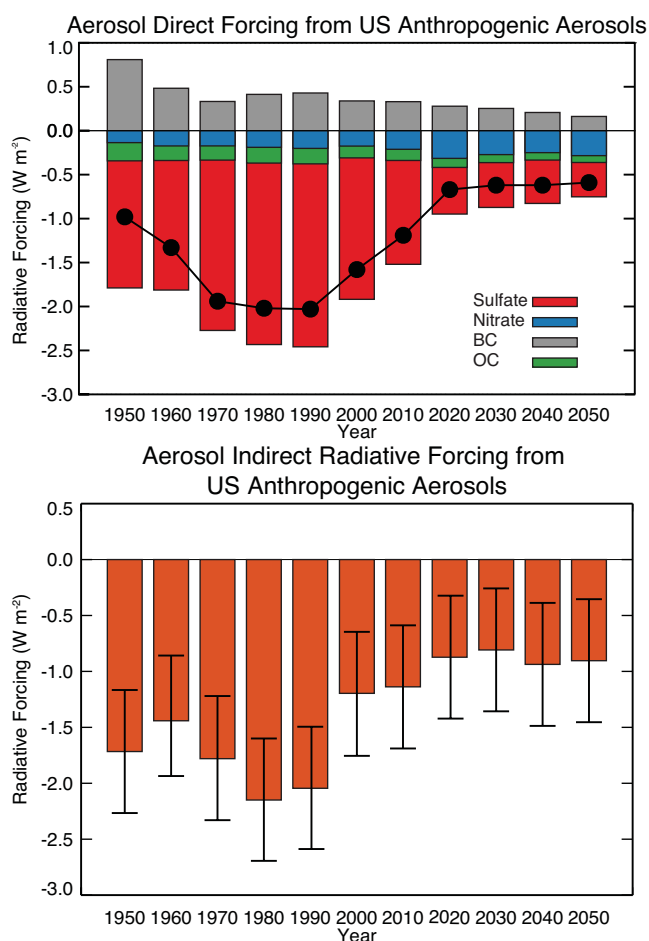 Aerosol Direct Forcing from US Anthropogenic Aerosols
Radiative Forcing (W m-2)
1.0
0.5
0.0
-0.5
-1.0
-1.5
-2.0
-2.5
-3.0
Sulfate
Nitrate
BC
OC
1950 1960 1970 1980 1990 2000 2010 2020 2030 2040 2050
Year
Aerosol Indirect Radiative Forcing from
US Anthropogenic Aerosols
Radiative Forcing (W m-2)
0.5
0.0
-0.5
-1.0
-1.5
-2.0
-2.5
-3.0
1950 1960 1970 1980 1990 2000 2010 2020 2030 2040 2050
Year